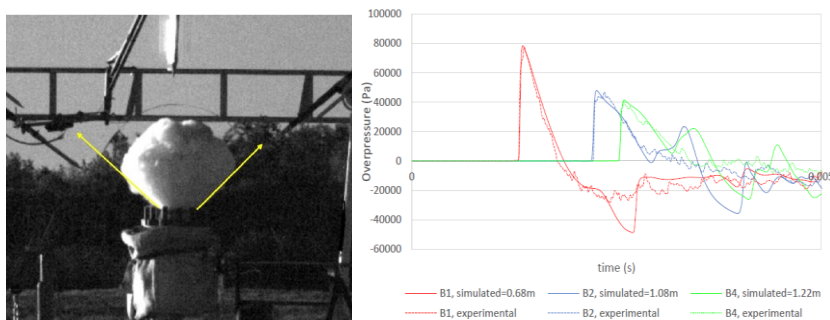 100000
80000
60000
40000
20000
0
-20000
-40000
-60000
Overpressure (Pa)
0
0.005
time (s)
B1, simulated=0.68m B2, simulated=1.08m B4, simulated=1.22m
B1, experimental B2, experimental B4, experimental